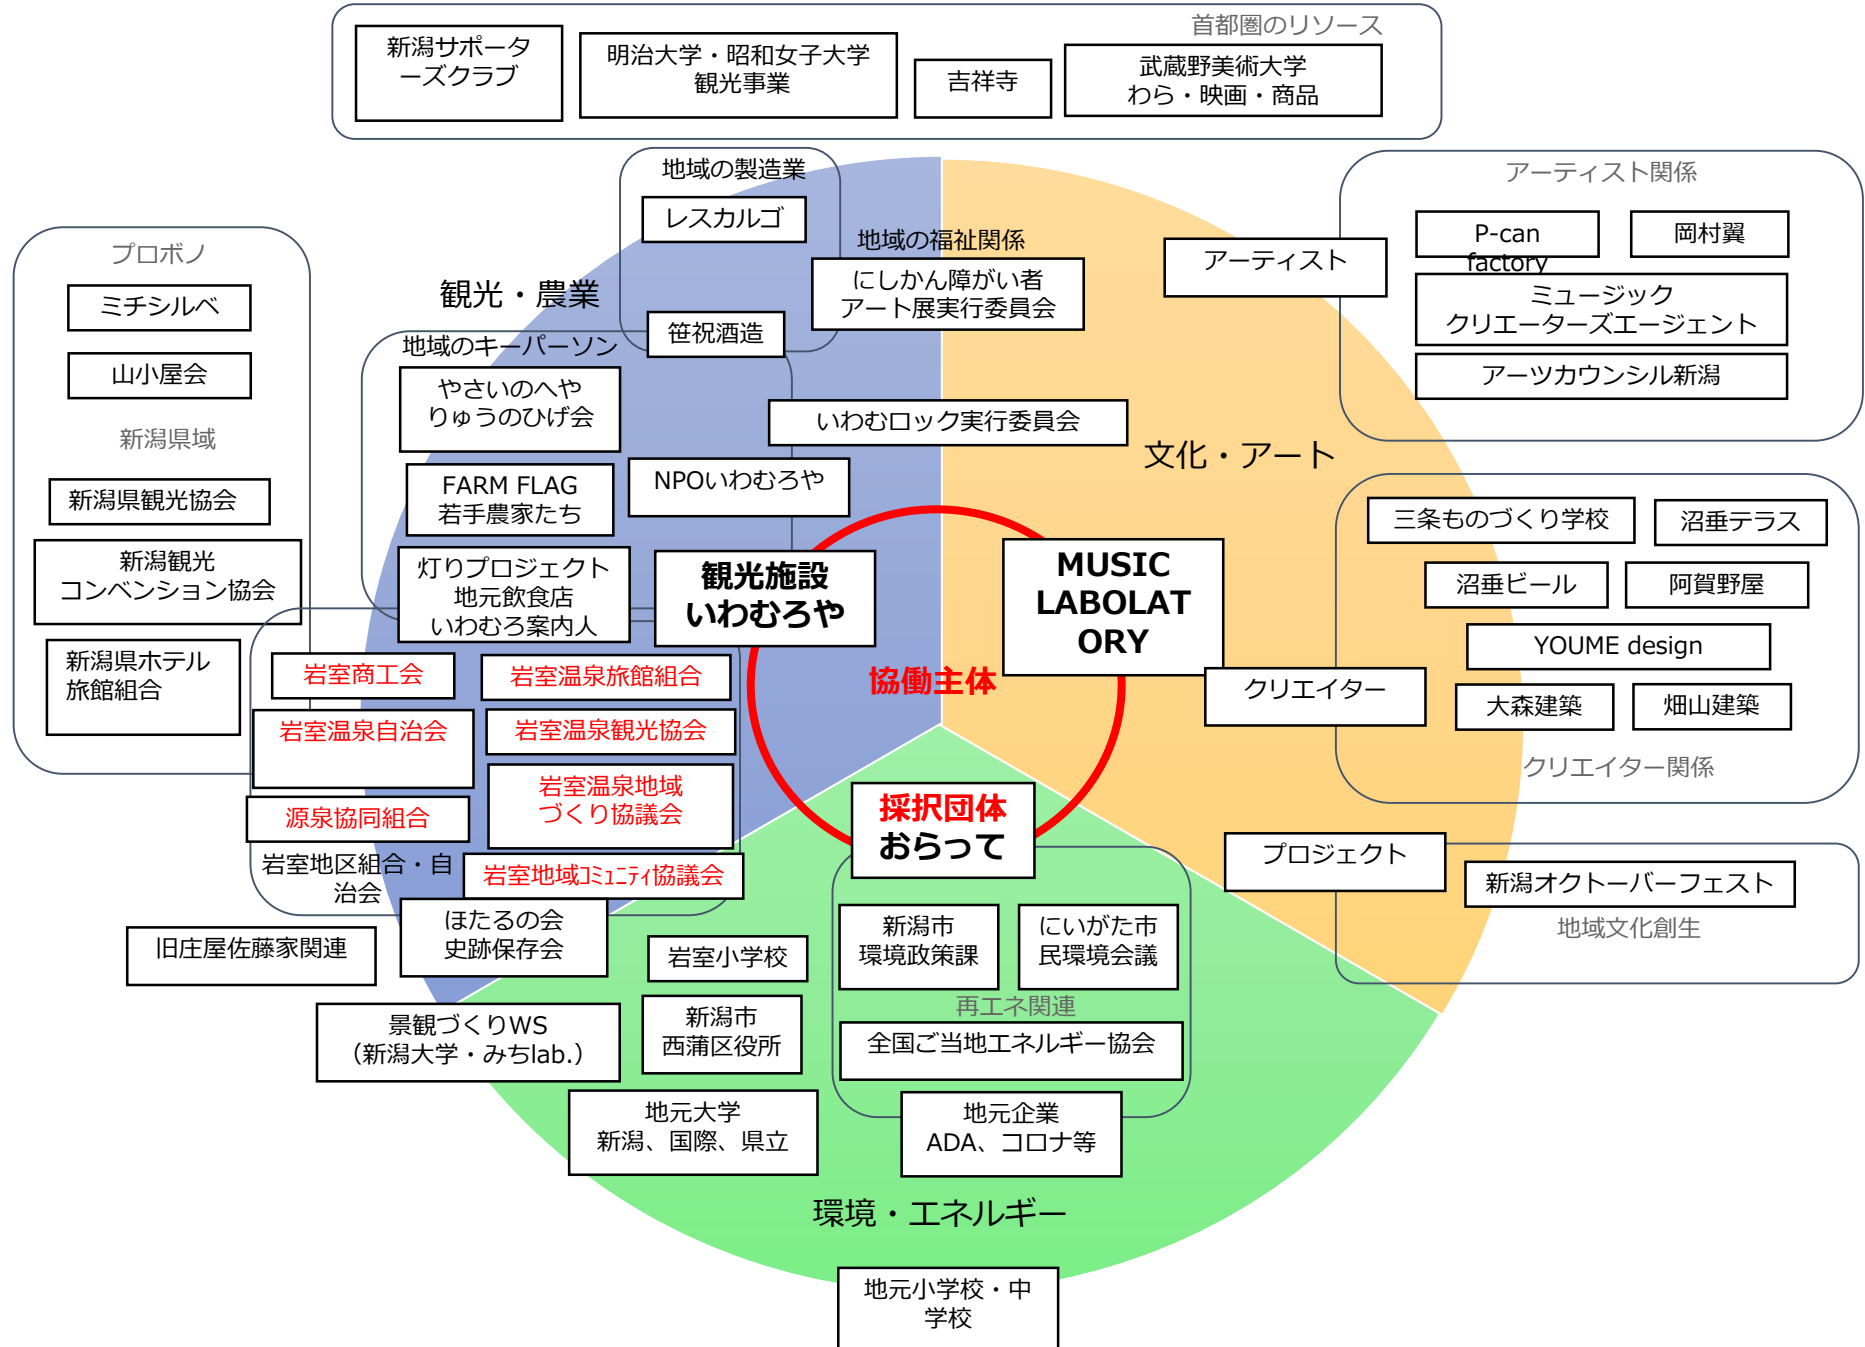 首都圏のリソース
新潟サポータ
ーズクラブ
明治大学・昭和女子大学
観光事業
吉祥寺
武蔵野美術大学
わら・映画・商品
地域の製造業
レスカルゴ
笹祝酒造
地域の福祉関係
にしかん障がい者
アート展実行委員会
アーティスト関係
アーティスト
P-can
factory
岡村翼
ミュージック
クリエーターズエージェント
アーツカウンシル新潟
プロボノ
ミチシルベ
山小屋会
新潟県域
新潟県観光協会
新潟観光
コンベンション協会
新潟県ホテル
旅館組合
観光・農業
地域のキーパーソン
やさいのへや
りゅうのひげ会
FARM FLAG
若手農家たち
灯りプロジェクト
地元飲食店
いわむろ案内人
いわむロック実行委員会
NPOいわむろや
文化・アート
観光施設
いわむろや
MUSIC
LABOLAT
ORY
協働主体
採択団体
おらって
三条ものづくり学校
沼垂テラス
沼垂ビール
阿賀野屋
YOUME design
クリエイター
大森建築
畑山建築
クリエイター関係
岩室商工会
岩室温泉旅館組合
岩室温泉自治会
岩室温泉観光協会
岩室温泉地域
づくり協議会
源泉協同組合
岩室地区組合・自
治会
岩室地域ｺﾐｭﾆﾃｨ協議会
ほたるの会
史跡保存会
旧庄屋佐藤家関連
景観づくりWS
（新潟大学・みちlab.）
岩室小学校
新潟市
西蒲区役所
地元大学
新潟、国際、県立
新潟市
環境政策課
にいがた市
民環境会議
再エネ関連
全国ご当地エネルギー協会
地元企業
ADA、コロナ等
プロジェクト
新潟オクトーバーフェスト
地域文化創生
環境・エネルギー
地元小学校・中
学校